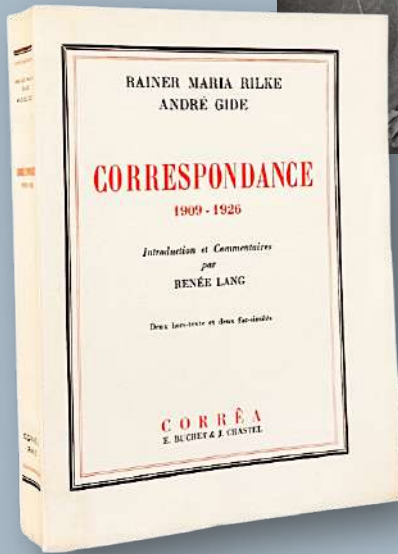 RAINER MARIA RILKE
ANDRÉ GIDE
CORRESPONDANCE
1909 - 1926
Introduction et Commentaires
par
RENÉE LANG
Deux hors-texte et deux fac-similés
CORRÊA
E. BUCHET & J. CHASTEL